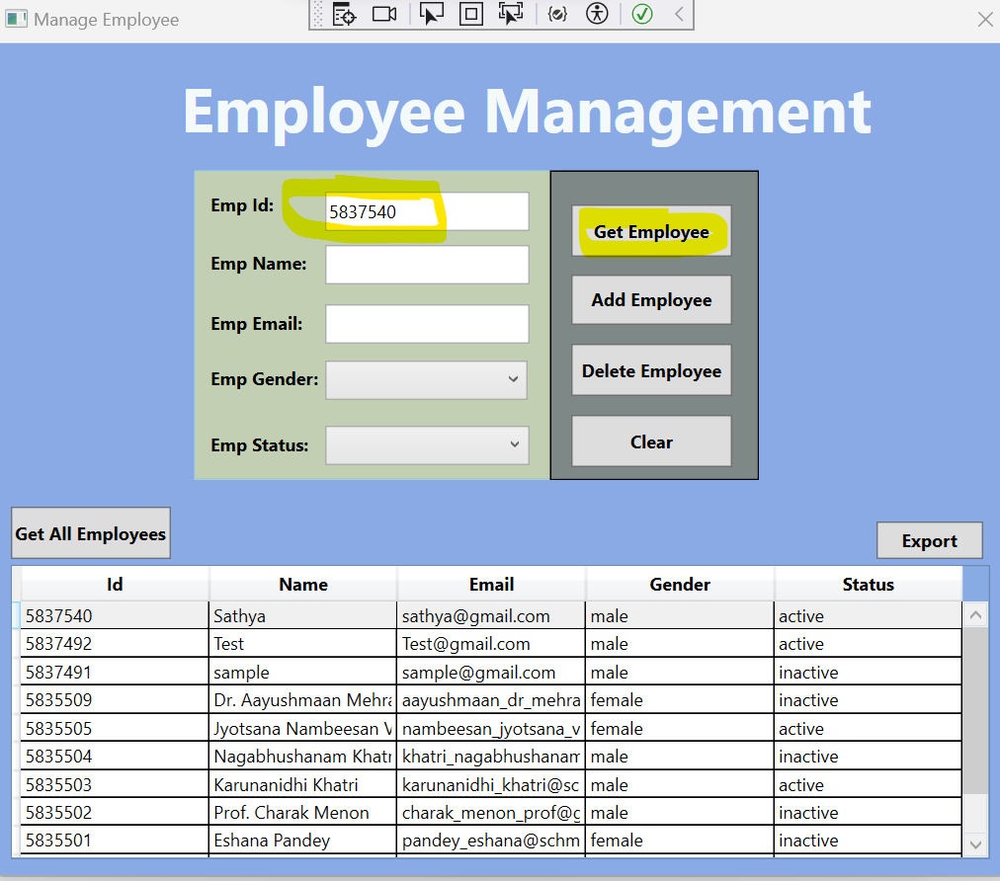 Manage Employee
Employee Management
Emp Id: 5837540
Get Employee
Emp Name:
Add Employee
Emp Email:
Delete Employee
Emp Gender:
Clear
Emp Status:
Get All Employees
Export
Id Name Email Gender Status
5837540 Sathya sathya@gmail.com male active
5837492 Test Test@gmail.com male active
5837491 sample sample@gmail.com male inactive
5835509 Dr. Aayushmaan Mehra aayushmaan_dr_mehra female inactive
5835505 Jyotsana Nambeesan V nambeesan_jyotsana_v female active
5835504 Nagabhushanam Khatr khatri_nagabhushanam male inactive
5835503 Karunanidhi Khatri karunanidhi_khatri@sc male active
5835502 Prof. Charak Menon charak_menon_prof@g male inactive
5835501 Eshana Pandey pandey_eshana@schm female inactive